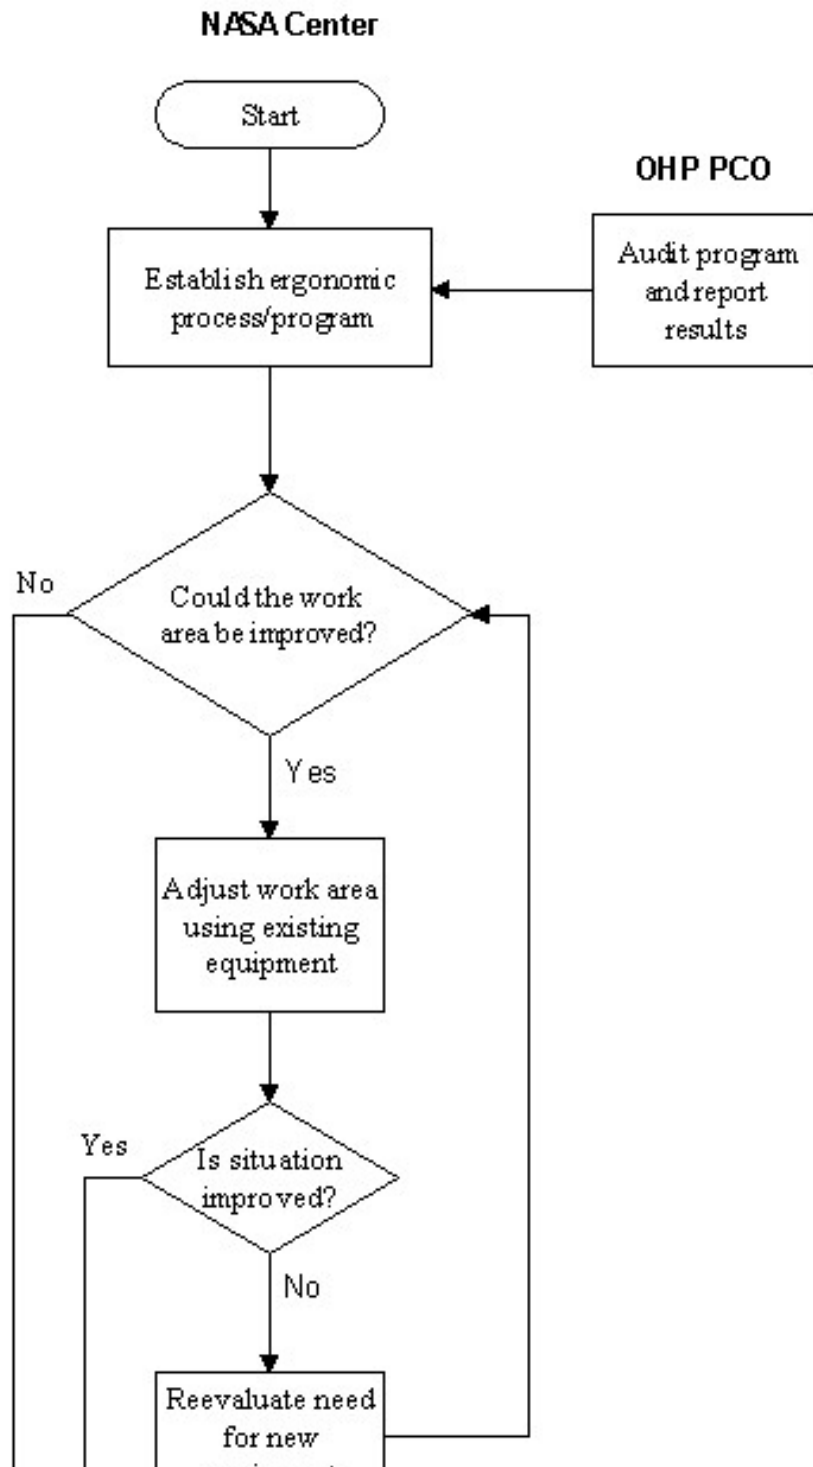 NASA Center
Start
OHP PCO
Audit program
and report
results
Establish ergonomic
process/program
No
Could the work
area be improved?
Yes
Adjust work area
using existing
equipment
Yes
Is situation
improved?
No
Reevaluate need
for new